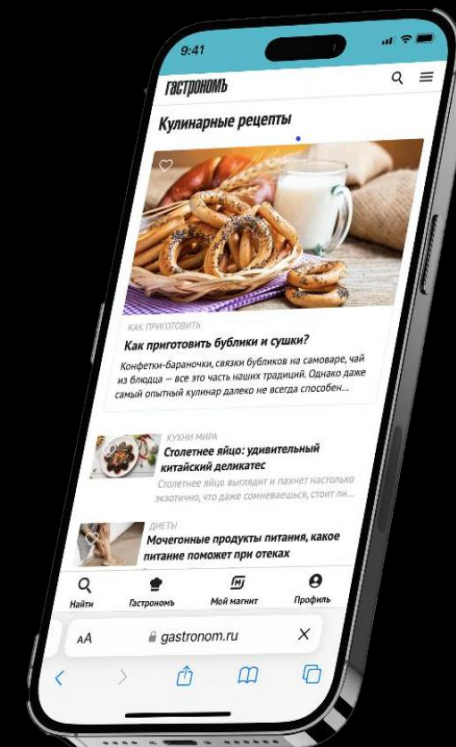 9:41
ГАСТРОНОМЪ
Кулинарные рецепты
КАК ПРИГОТОВИТЬ
Как приготовить бублики и сушки?
Конфетки-бараночки, связки бубликов на самоваре, чай
из блюдца — все это часть наших традиций. Однако даже
самый опытный кулинар далеко не всегда способен...
КУХНИ МИРА
Столетнее яйцо: удивительный
китайский деликатес
Столетнее яйцо выглядит и пахнет настолько
экзотично, что даже сомневаешься, стоит ли...
ДИЕТЫ
Мочегонные продукты питания, какое
питание поможет при отеках
Найти
Гастрономъ
Мой магнит
Профиль
АА
gastronom.ru